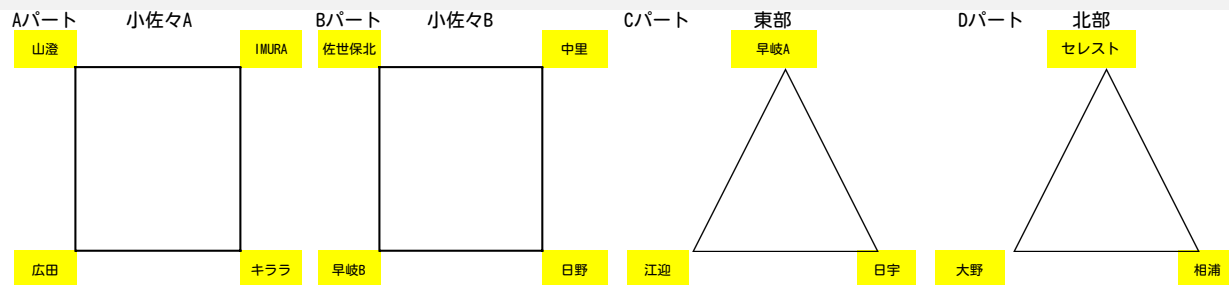 Aパート 小佐々A Bパート 小佐々B Cパート 東部 Dパート 北部
山澄 IMURA 佐世保北 中里 早岐A セレスト
広田 キララ 早岐B 日野 江迎 日宇 大野 相浦